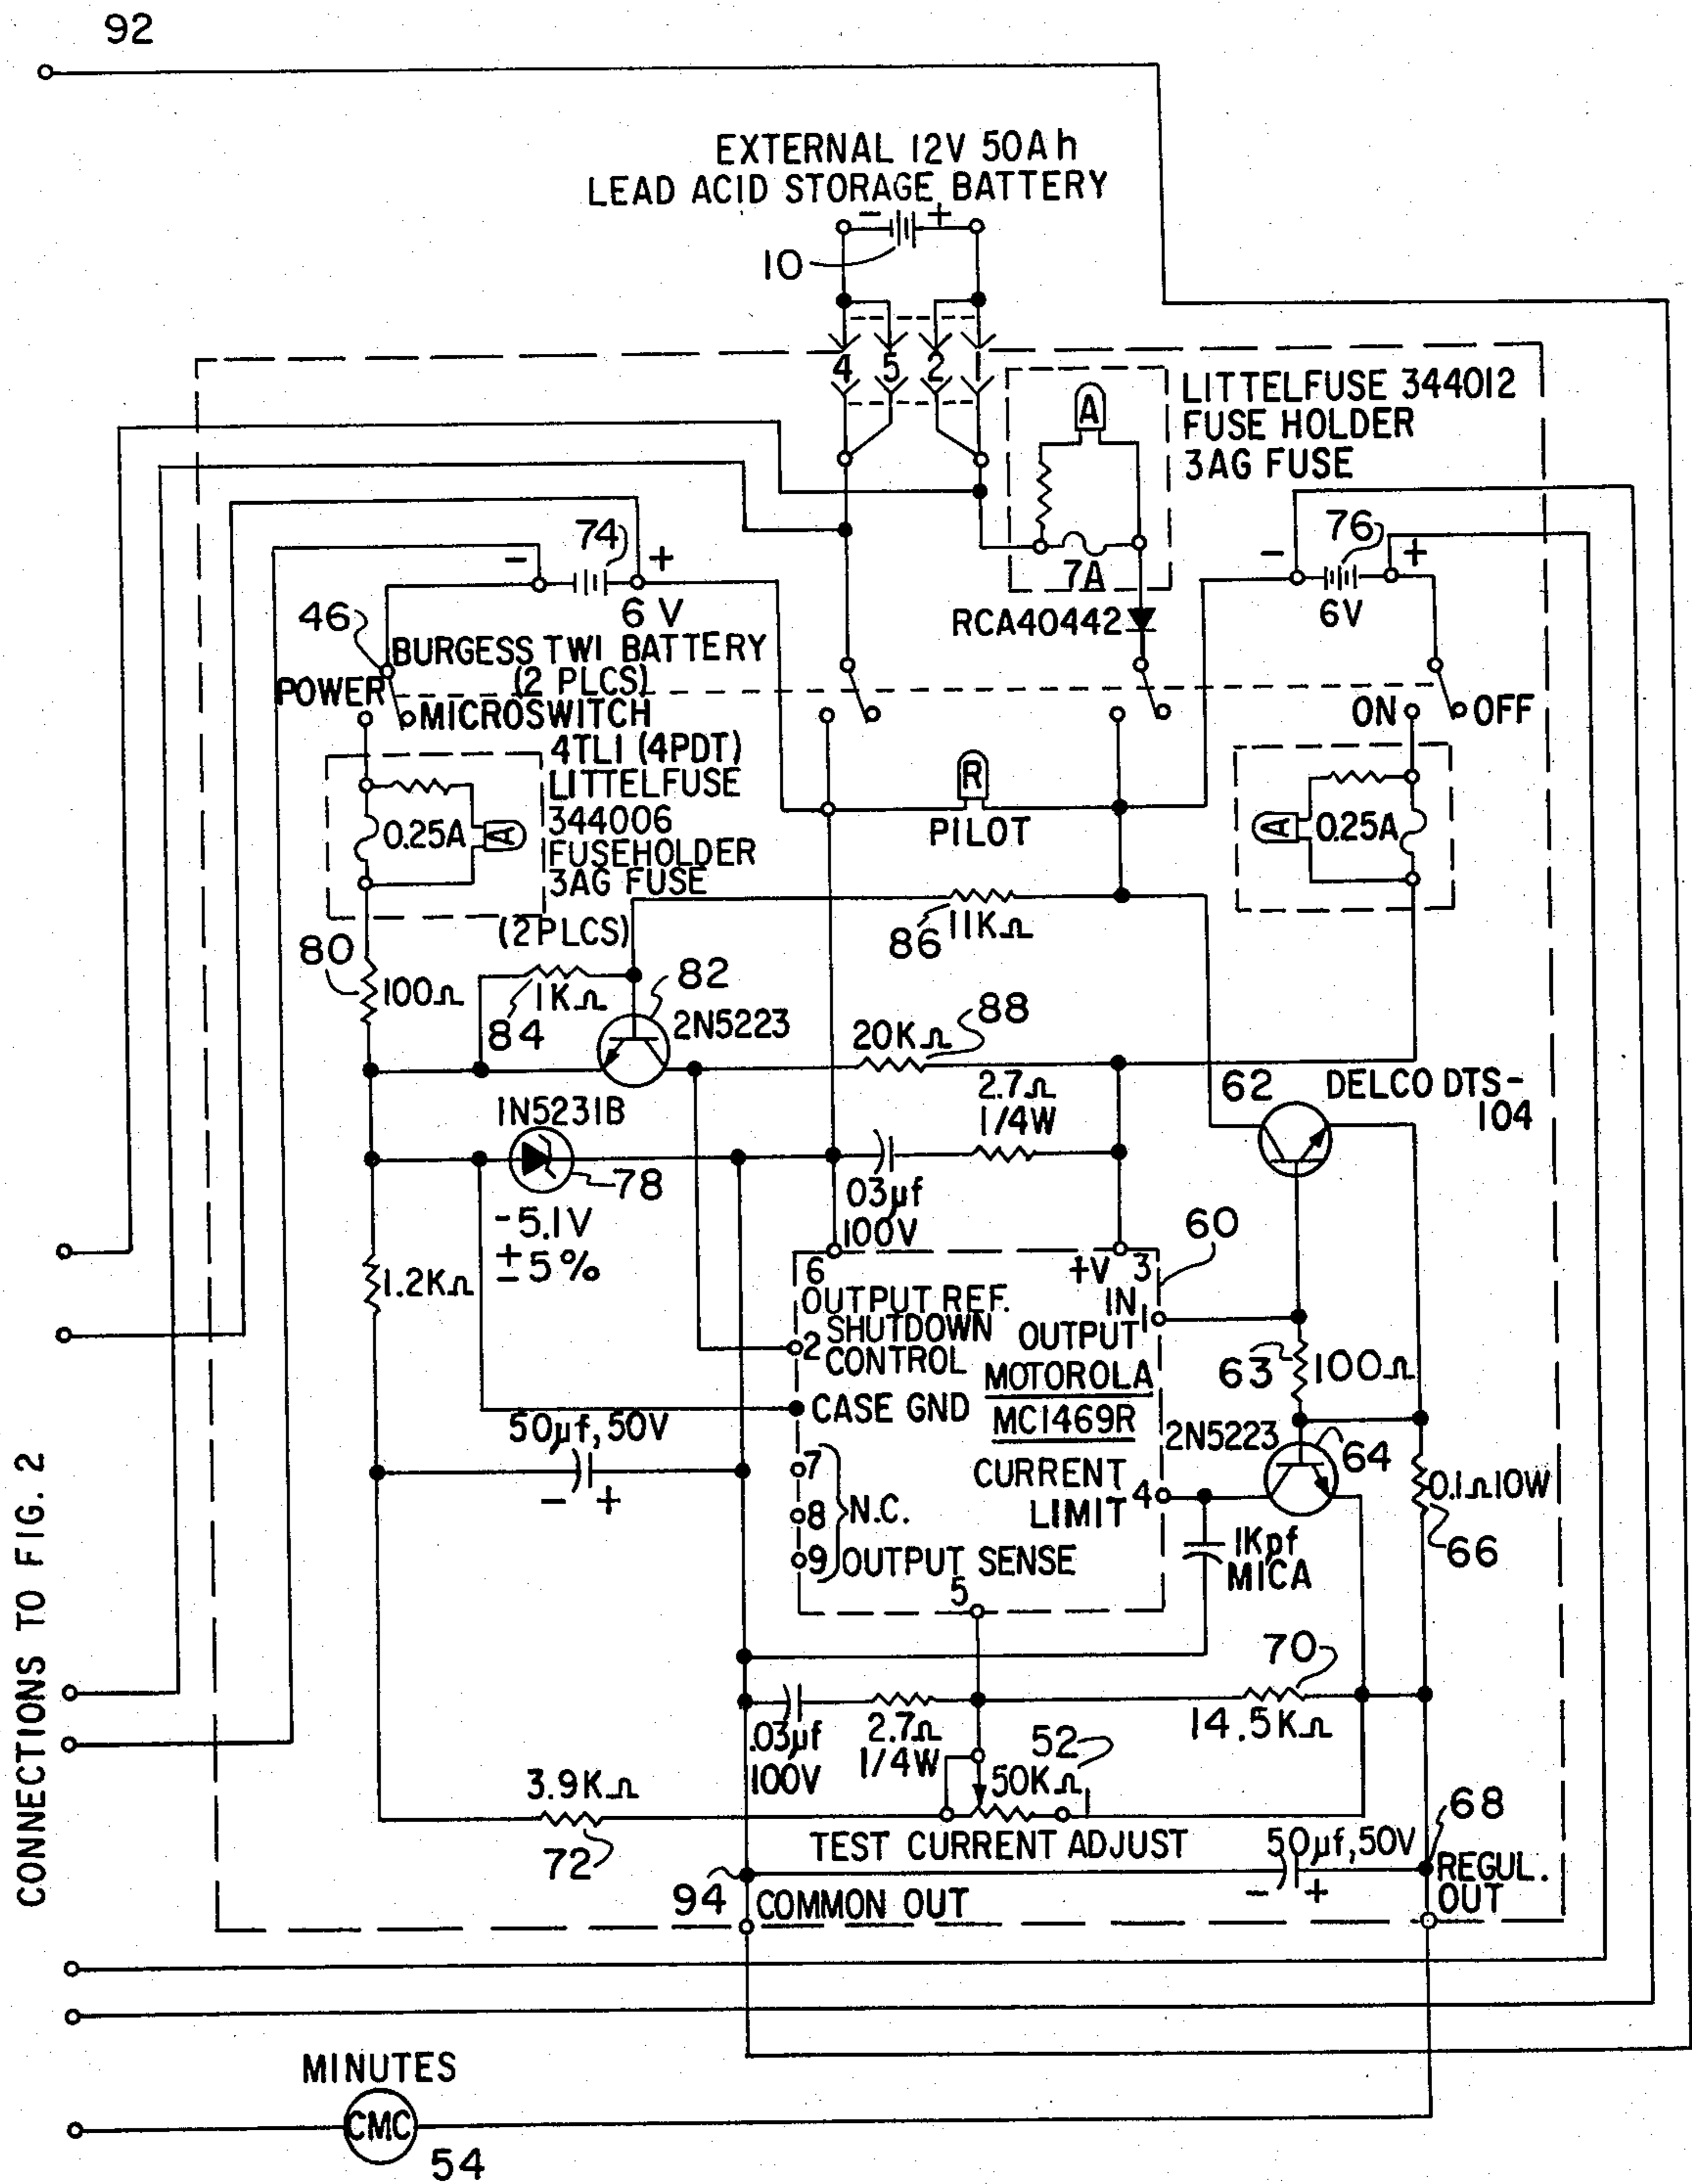 92
EXTERNAL 12V 50Ah
LEAD ACID STORAGE BATTERY
- +
10
4 5 2 1
A
LITTELFUSE 344012
FUSE HOLDER
3AG FUSE
7A
RCA40442
- 74 +
6 V
- 76 +
6V
46
BURGESS TW1 BATTERY
(2 PLCS)
POWER
MICROSWITCH
4TL1 (4PDT)
ON OFF
LITTELFUSE
344006
FUSEHOLDER
3AG FUSE
(2PLCS)
0.25A A
R
PILOT
A 0.25A
80
100Ω
86 11KΩ
1KΩ
84
82
2N5223
20KΩ 88
2.7Ω
1/4W
62 DELCO DTS-
104
1N5231B
78
-5.1V
±5%
.03µf
100V
60
1.2KΩ
6 +V 3
OUTPUT REF. IN
SHUTDOWN OUTPUT 1
2 CONTROL
MOTOROLA
MC1469R
CASE GND
63 100Ω
50µf,50V
- +
2N5223
64
7
8 N.C.
9
CURRENT
LIMIT 4
OUTPUT SENSE
5
0.1Ω10W
66
1Kpf
MICA
70
14.5KΩ
.03µf
100V
2.7Ω
1/4W
52
50KΩ
3.9KΩ
72
TEST CURRENT ADJUST
50µf,50V
- +
68
REGUL.
OUT
94 COMMON OUT
CONNECTIONS TO FIG. 2
MINUTES
CMC
54